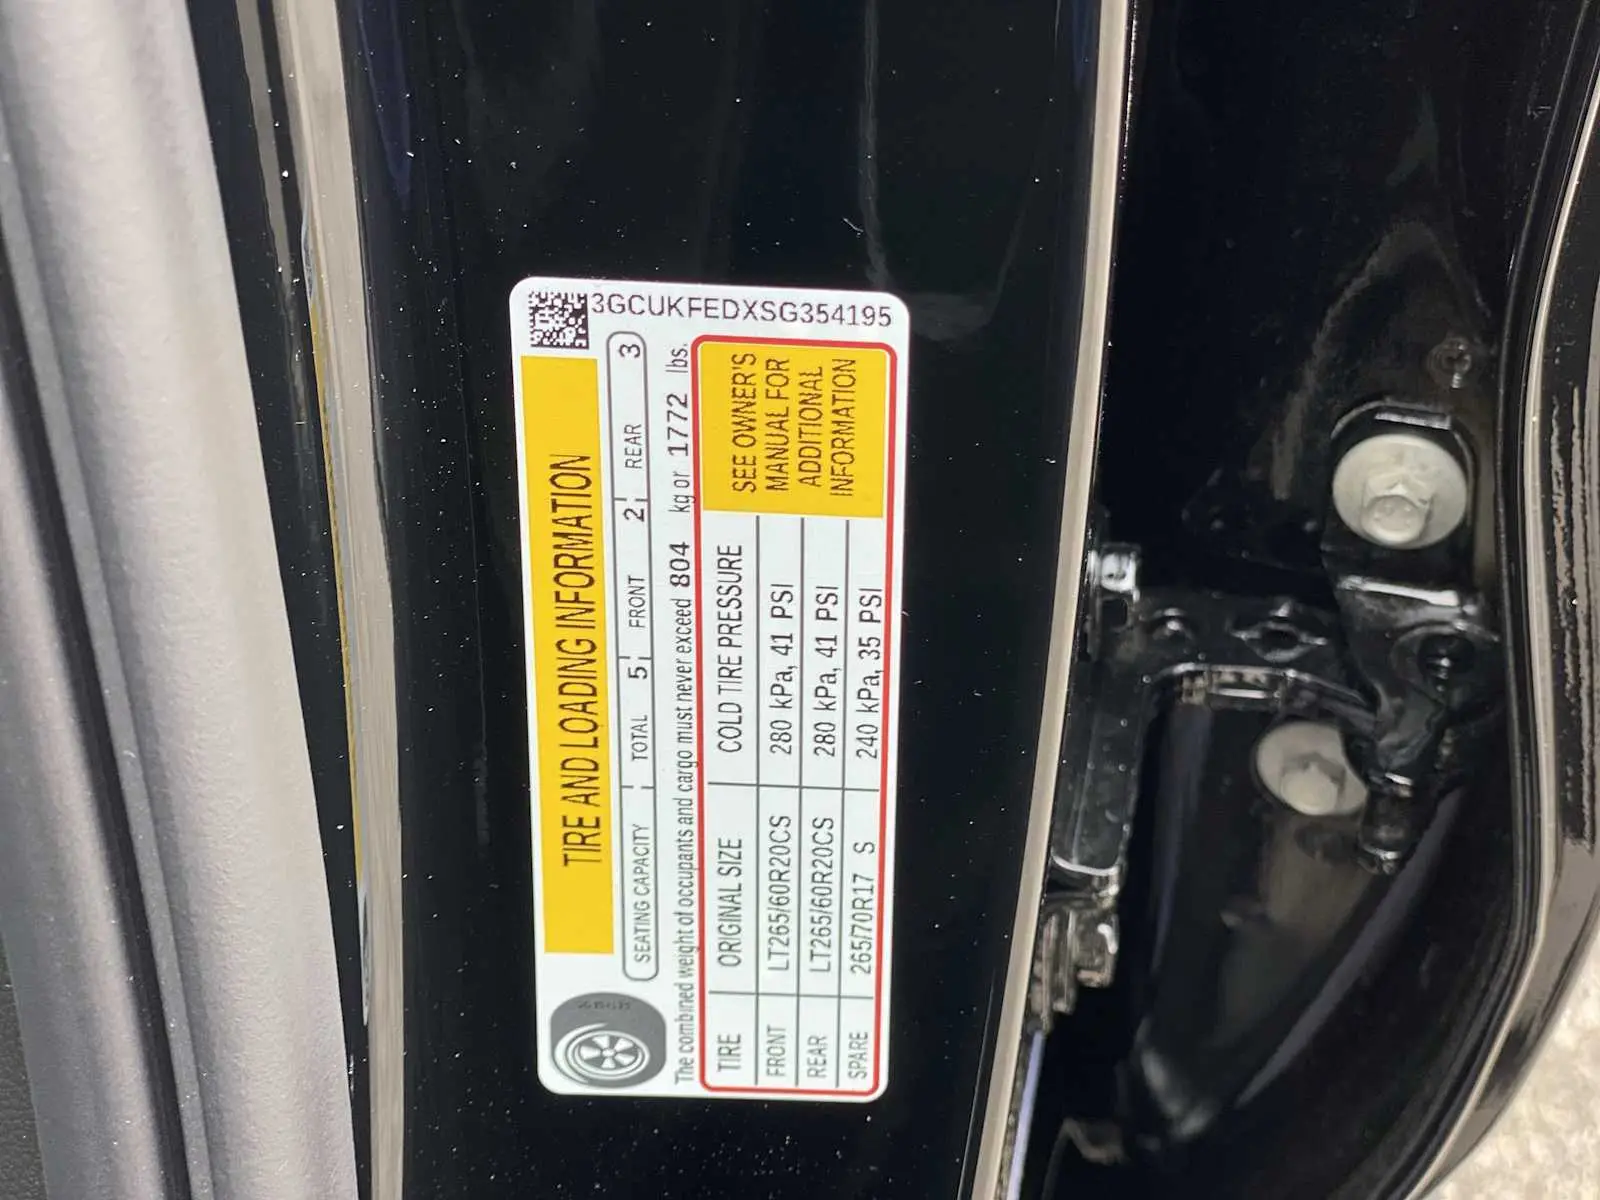 3GCUKFEDXSG354195
TIRE AND LOADING INFORMATION
SEATING CAPACITY TOTAL 5 FRONT 2 REAR 3
The combined weight of occupants and cargo must never exceed 804 kg or 1772 lbs.
TIRE ORIGINAL SIZE COLD TIRE PRESSURE
FRONT LT265/60R20CS 280 kPa, 41 PSI
REAR LT265/60R20CS 280 kPa, 41 PSI
SPARE 265/70R17 S 240 kPa, 35 PSI
SEE OWNER'S
MANUAL FOR
ADDITIONAL
INFORMATION